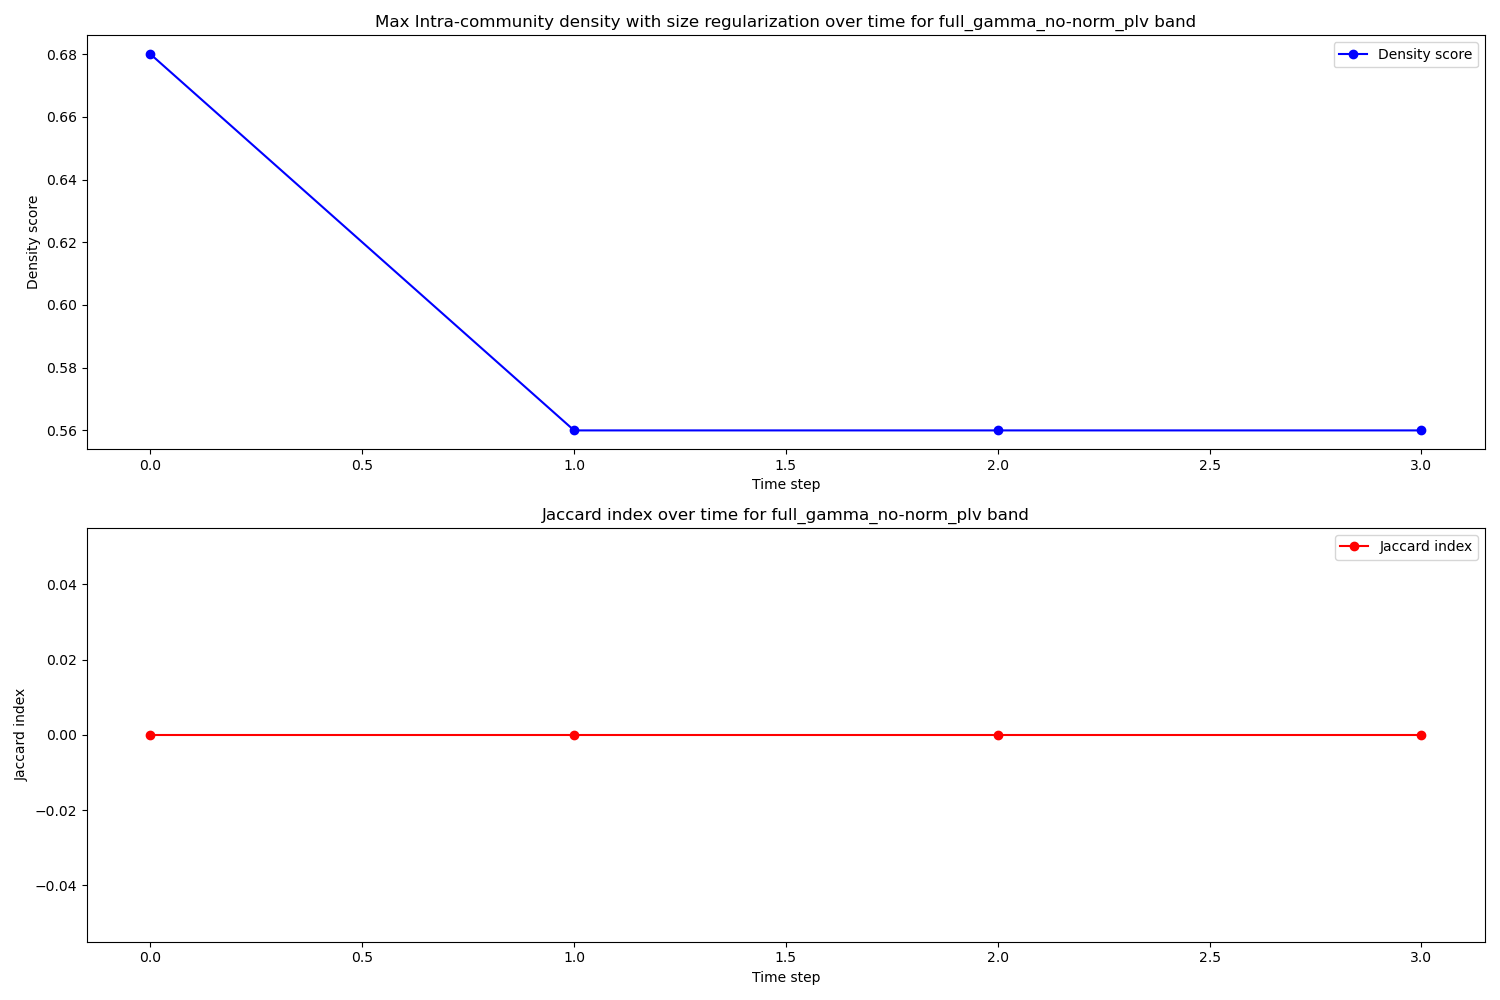 Max Intra-community density with size regularization over time for full_gamma_no-norm_plv band
Density score
0.68
0.66
0.64
0.62
0.60
0.58
0.56
Density score
0.0 0.5 1.0 1.5 2.0 2.5 3.0
Time step
Jaccard index over time for full_gamma_no-norm_plv band
Jaccard index
0.04
0.02
0.00
−0.02
−0.04
Jaccard index
0.0 0.5 1.0 1.5 2.0 2.5 3.0
Time step